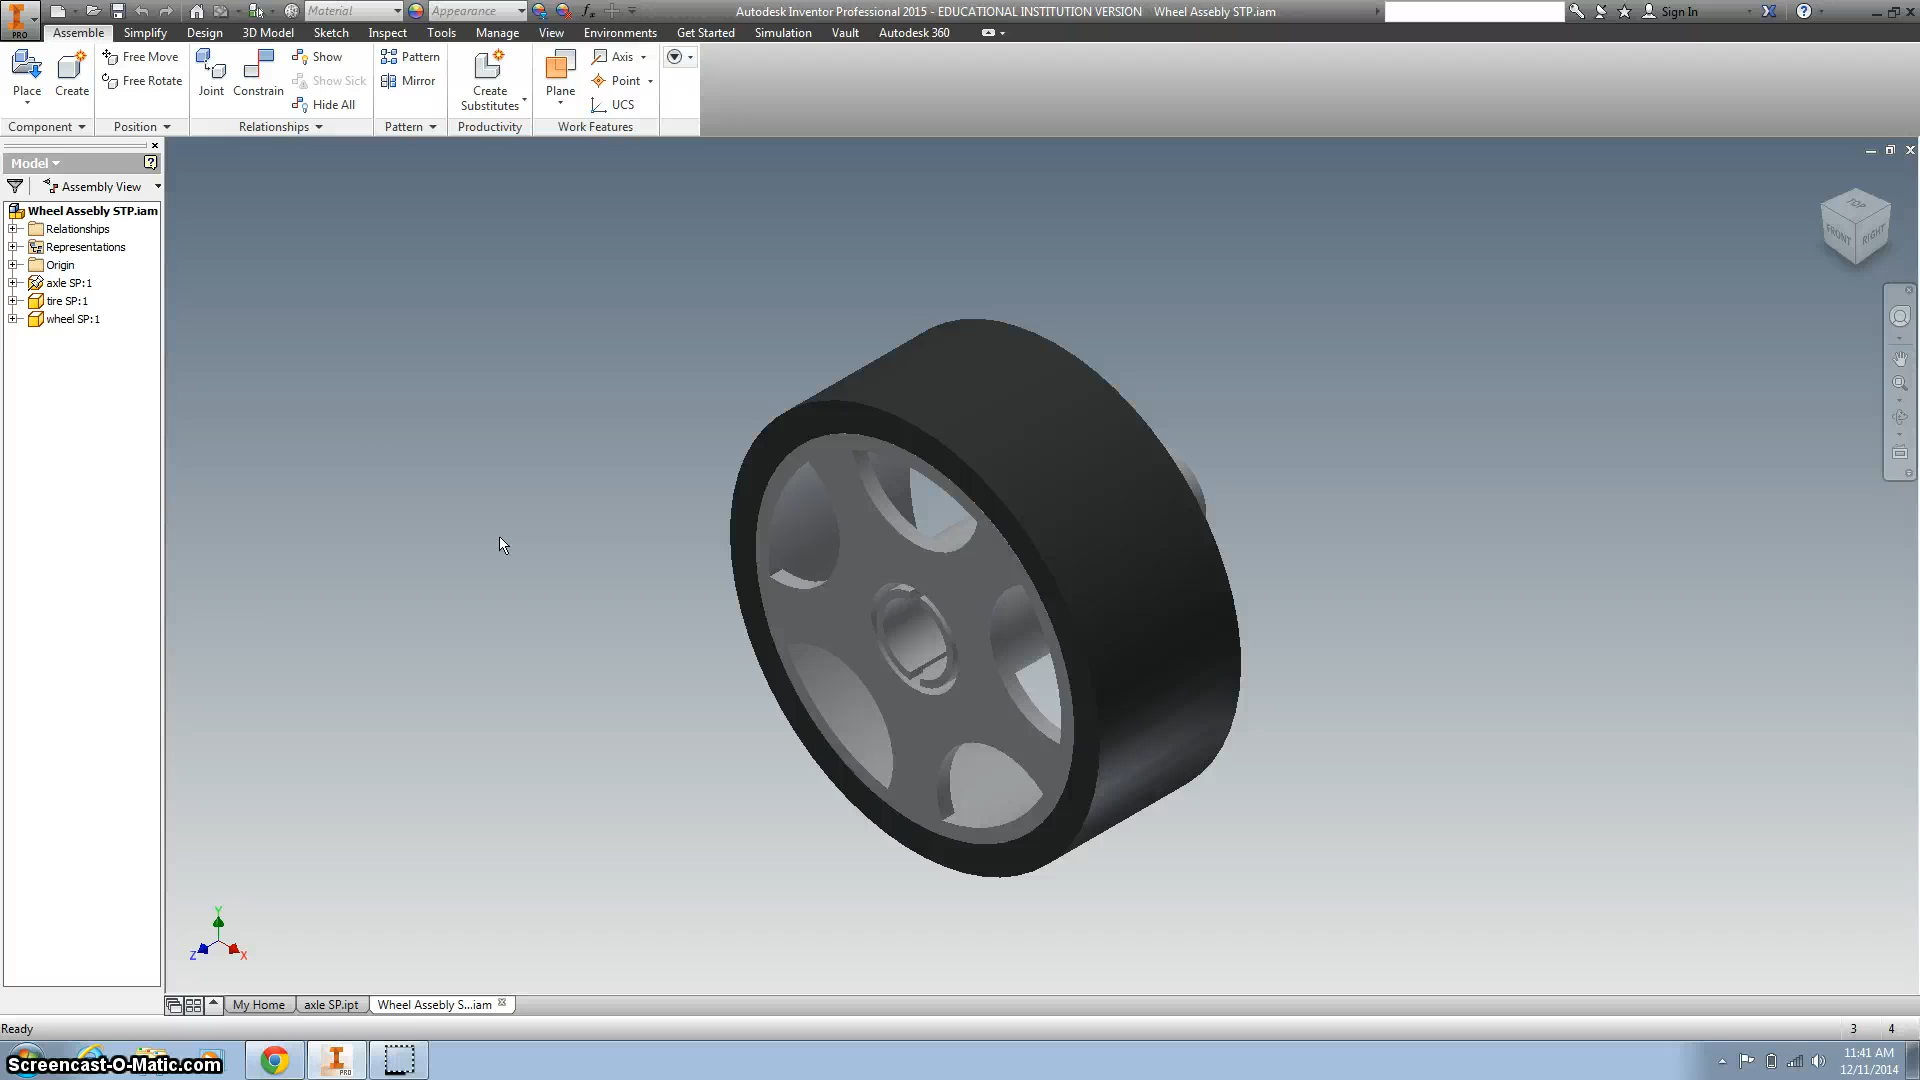 Material
Appearance
Autodesk Inventor Professional 2015 - EDUCATIONAL INSTITUTION VERSION Wheel Assebly STP.iam
Sign In
PRO
Assemble Simplify Design 3D Model Sketch Inspect Tools Manage View Environments Get Started Simulation Vault Autodesk 360
Place
Create
Free Move
Free Rotate
Joint
Constrain
Show
Show Sick
Hide All
Pattern
Mirror
Create
Substitutes
Plane
Axis
Point
UCS
Component Position Relationships Pattern Productivity Work Features
Model
Assembly View
Wheel Assebly STP.iam
Relationships
Representations
Origin
axle SP:1
tire SP:1
wheel SP:1
TOP
FRONT
RIGHT
Y
Z
X
My Home axle SP.ipt Wheel Assebly S...iam
Ready
3 4
Screencast-O-Matic.com
PRO
11:41 AM
12/11/2014